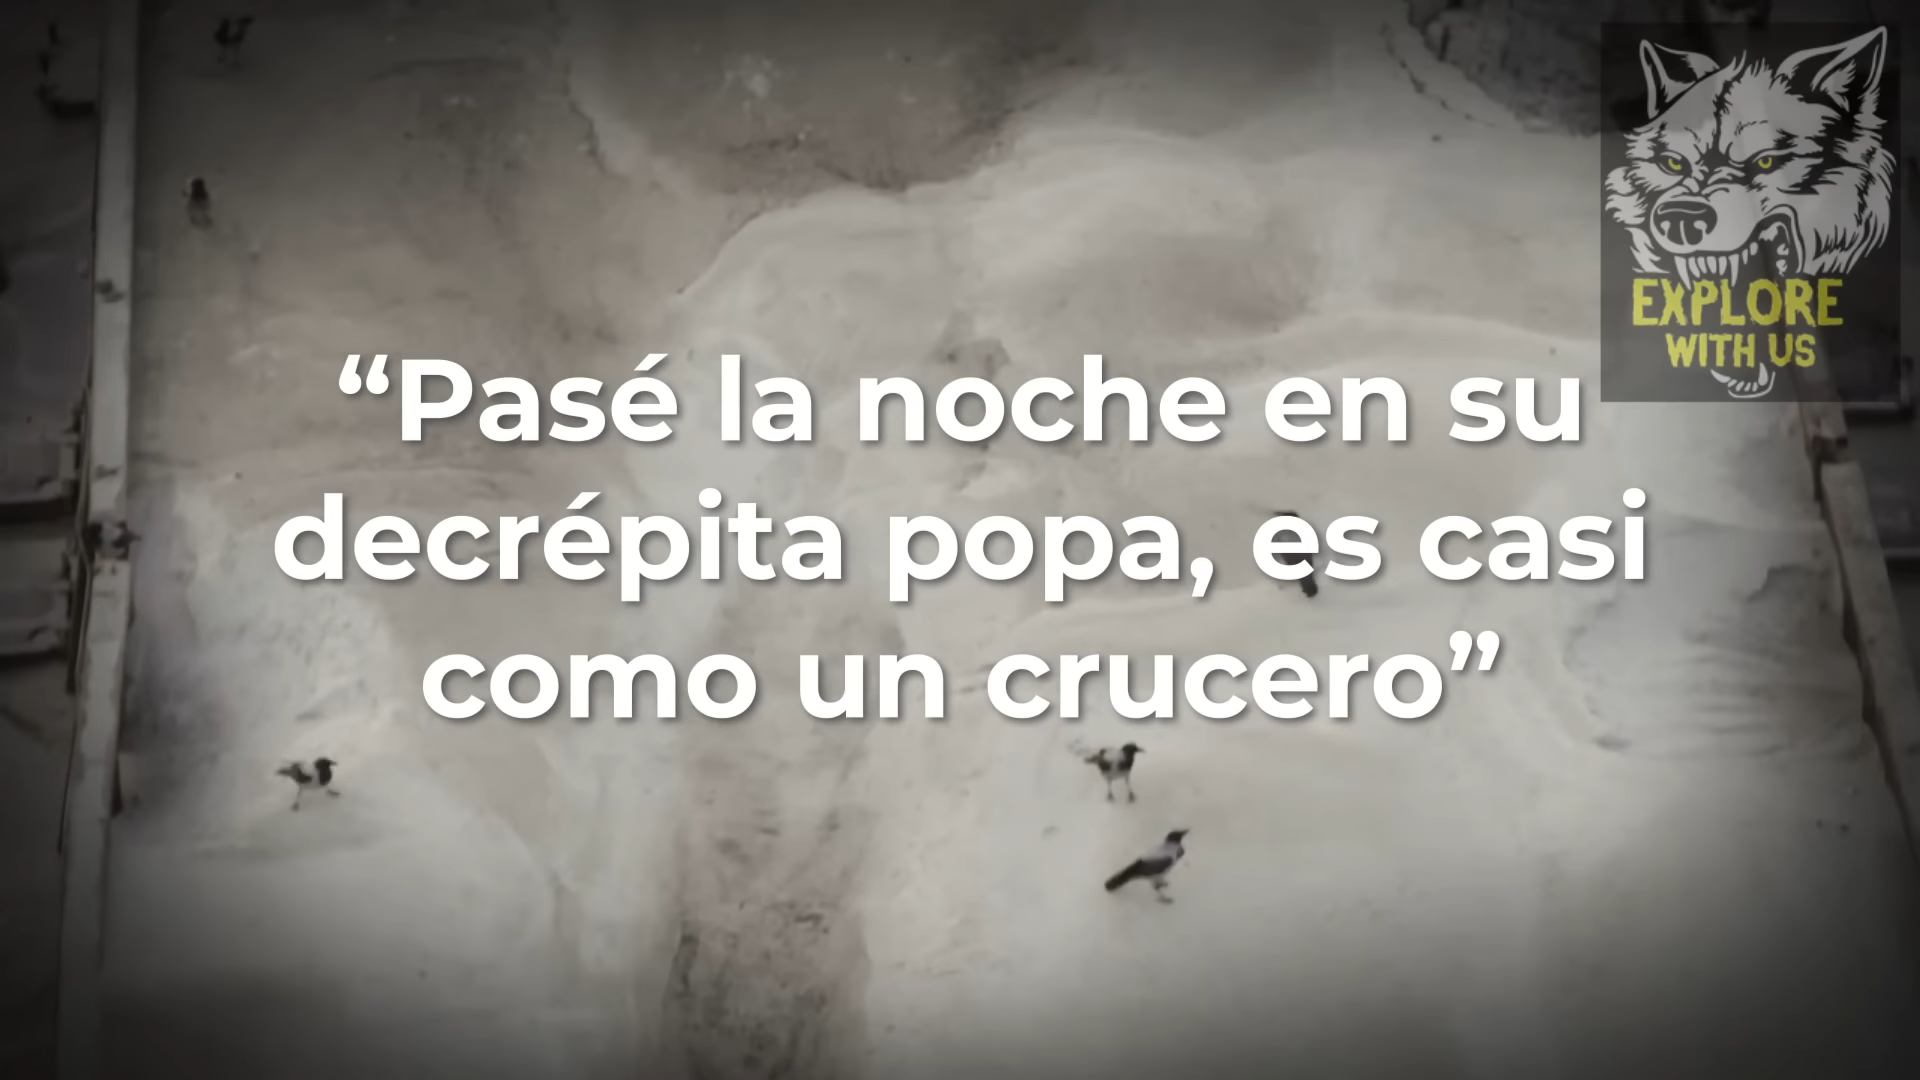 EXPLORE
WITH US
“Pasé la noche en su
decrépita popa, es casi
como un crucero”